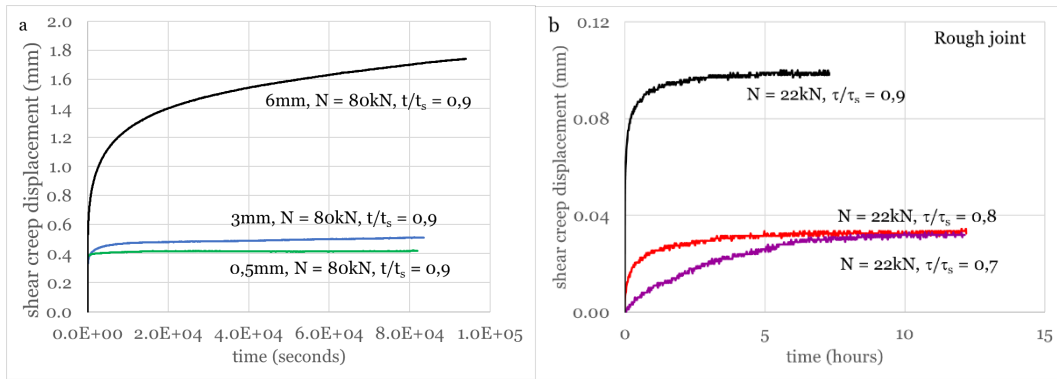 a
shear creep displacement (mm)
2.0
1.8
1.6
1.4
1.2
1.0
0.8
0.6
0.4
0.2
0.0
6mm, N = 80kN, t/tₛ = 0,9
3mm, N = 80kN, t/tₛ = 0,9
0,5mm, N = 80kN, t/tₛ = 0,9
0.0E+00 2.0E+04 4.0E+04 6.0E+04 8.0E+04 1.0E+05
time (seconds)
b
shear creep displacement (mm)
0.12
0.08
0.04
0.00
Rough joint
N = 22kN, τ/τₛ = 0,9
N = 22kN, τ/τₛ = 0,8
N = 22kN, τ/τₛ = 0,7
0 5 10 15
time (hours)